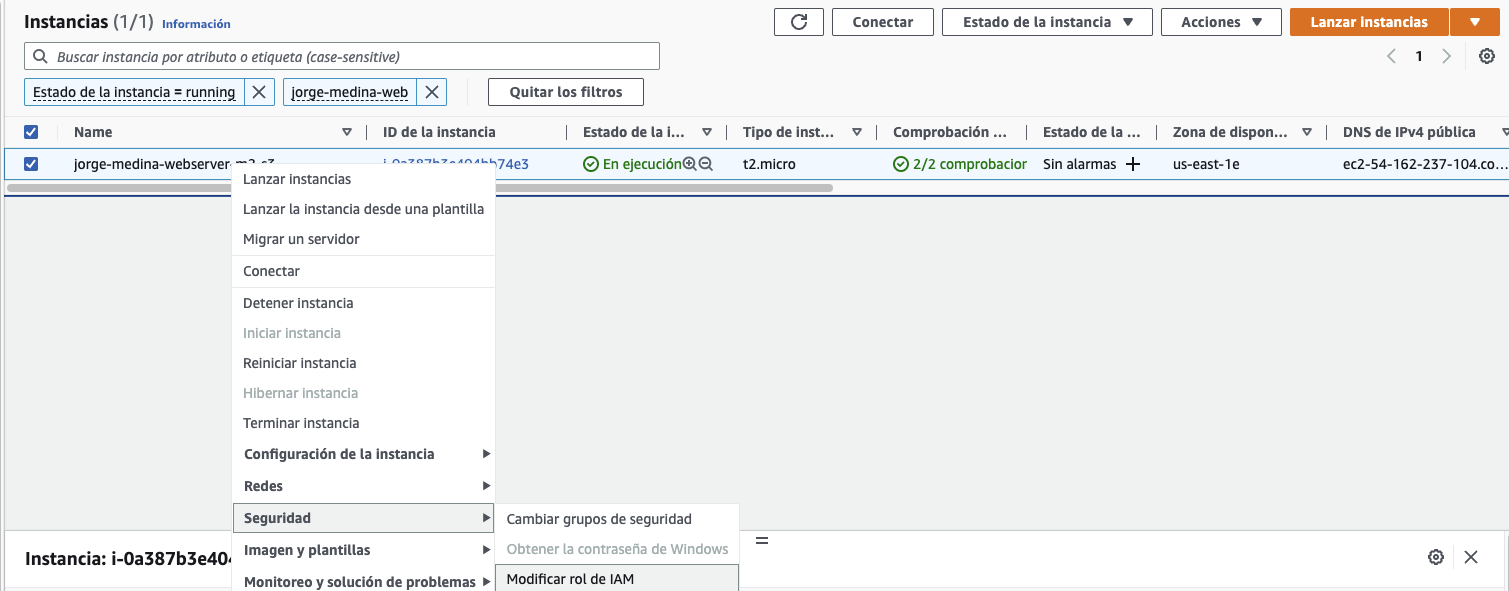 Instancias (1/1) Información
Conectar
Estado de la instancia
Acciones
Lanzar instancias
Buscar instancia por atributo o etiqueta (case-sensitive)
1
Estado de la instancia = running
jorge-medina-web
Quitar los filtros
Name
ID de la instancia
Estado de la i...
Tipo de inst...
Comprobación ...
Estado de la ...
Zona de dispon...
DNS de IPv4 pública
jorge-medina-webserver-m2-s3
i-0a387b3e404bb74e3
En ejecución
t2.micro
2/2 comprobacior
Sin alarmas
us-east-1e
ec2-54-162-237-104.co...
Lanzar instancias
Lanzar la instancia desde una plantilla
Migrar un servidor
Conectar
Detener instancia
Iniciar instancia
Reiniciar instancia
Hibernar instancia
Terminar instancia
Configuración de la instancia
Redes
Seguridad
Cambiar grupos de seguridad
Obtener la contraseña de Windows
Modificar rol de IAM
Imagen y plantillas
Monitoreo y solución de problemas
Instancia: i-0a387b3e404